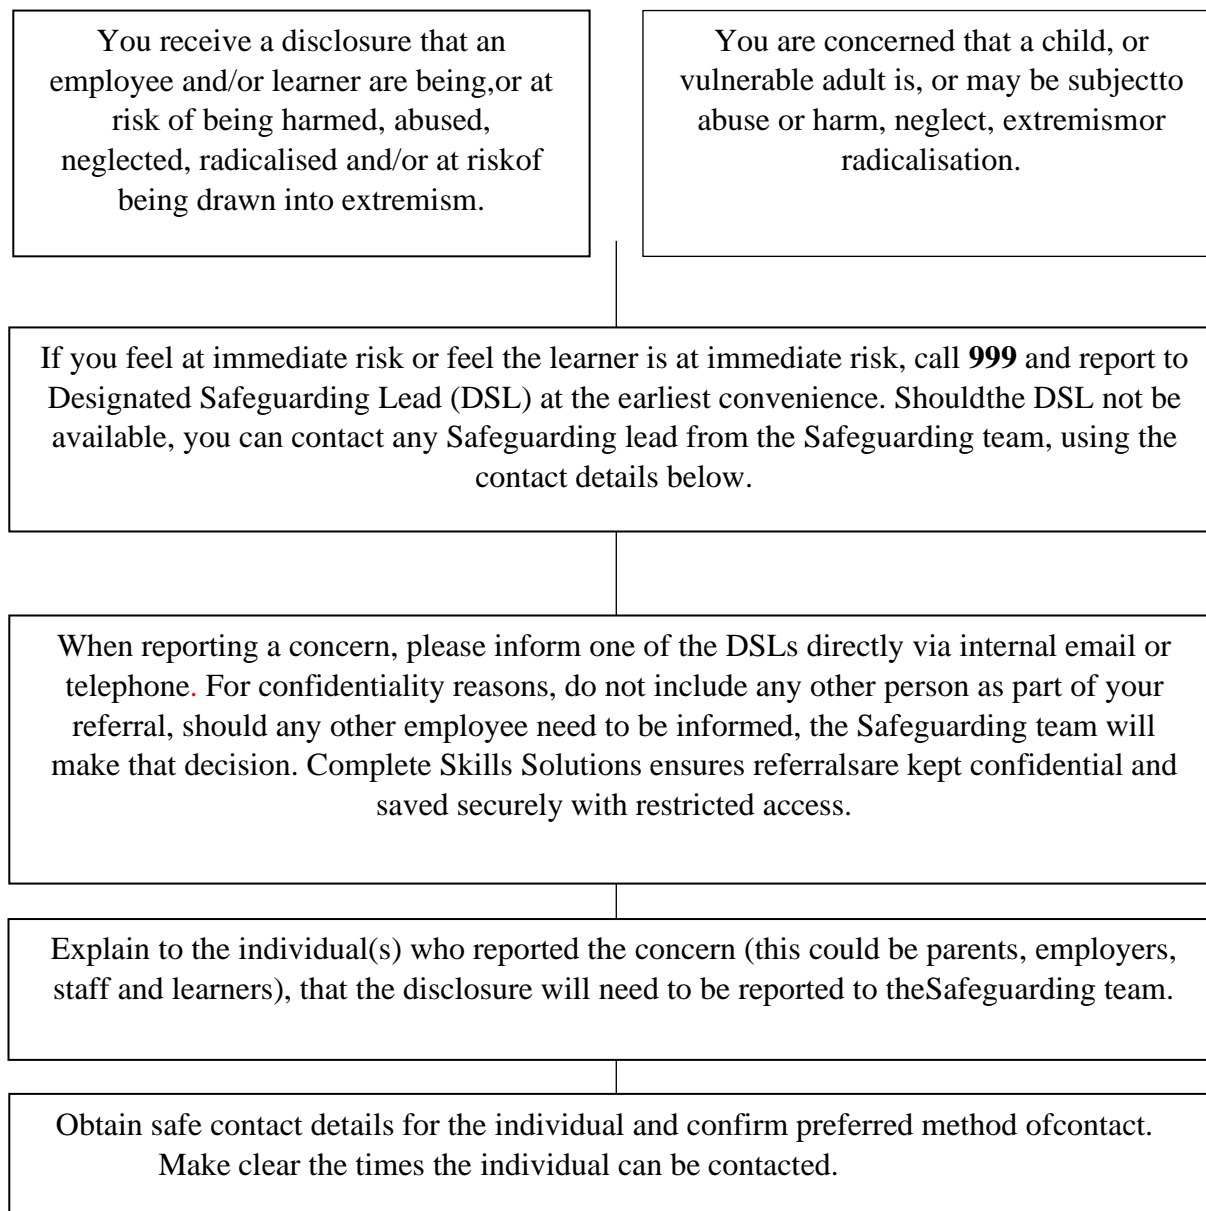 You receive a disclosure that an
employee and/or learner are being,or at
risk of being harmed, abused,
neglected, radicalised and/or at riskof
being drawn into extremism.
You are concerned that a child, or
vulnerable adult is, or may be subjectto
abuse or harm, neglect, extremismor
radicalisation.
If you feel at immediate risk or feel the learner is at immediate risk, call 999 and report to
Designated Safeguarding Lead (DSL) at the earliest convenience. Shouldthe DSL not be
available, you can contact any Safeguarding lead from the Safeguarding team, using the
contact details below.
When reporting a concern, please inform one of the DSLs directly via internal email or
telephone. For confidentiality reasons, do not include any other person as part of your
referral, should any other employee need to be informed, the Safeguarding team will
make that decision. Complete Skills Solutions ensures referralsare kept confidential and
saved securely with restricted access.
Explain to the individual(s) who reported the concern (this could be parents, employers,
staff and learners), that the disclosure will need to be reported to theSafeguarding team.
Obtain safe contact details for the individual and confirm preferred method ofcontact.
Make clear the times the individual can be contacted.